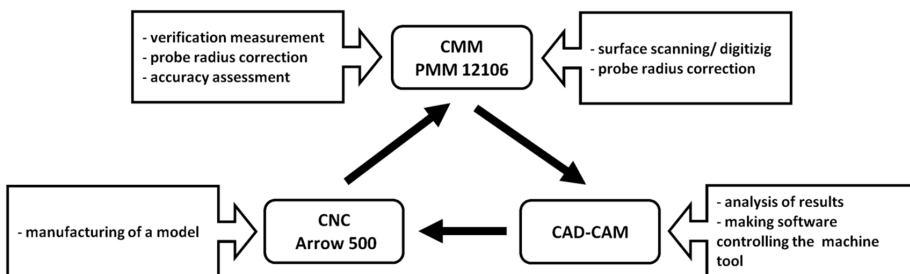 - verification measurement
- probe radius correction
- accuracy assessment
CMM
PMM 12106
- surface scanning/ digitizig
- probe radius correction
- manufacturing of a model
CNC
Arrow 500
CAD-CAM
- analysis of results
- making software
controlling the machine
tool